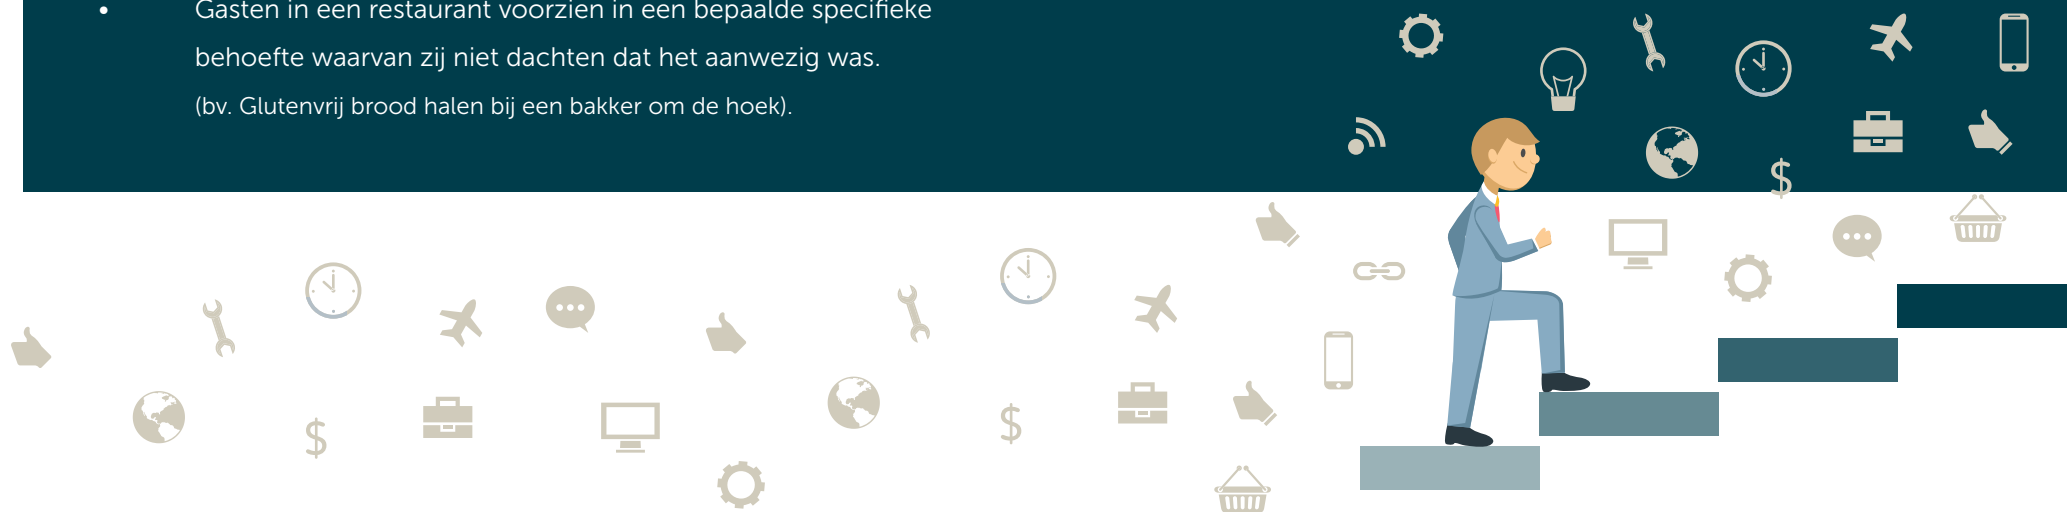 • Gasten in een restaurant voorzien in een bepaalde specifieke
behoefte waarvan zij niet dachten dat het aanwezig was.
(bv. Glutenvrij brood halen bij een bakker om de hoek).